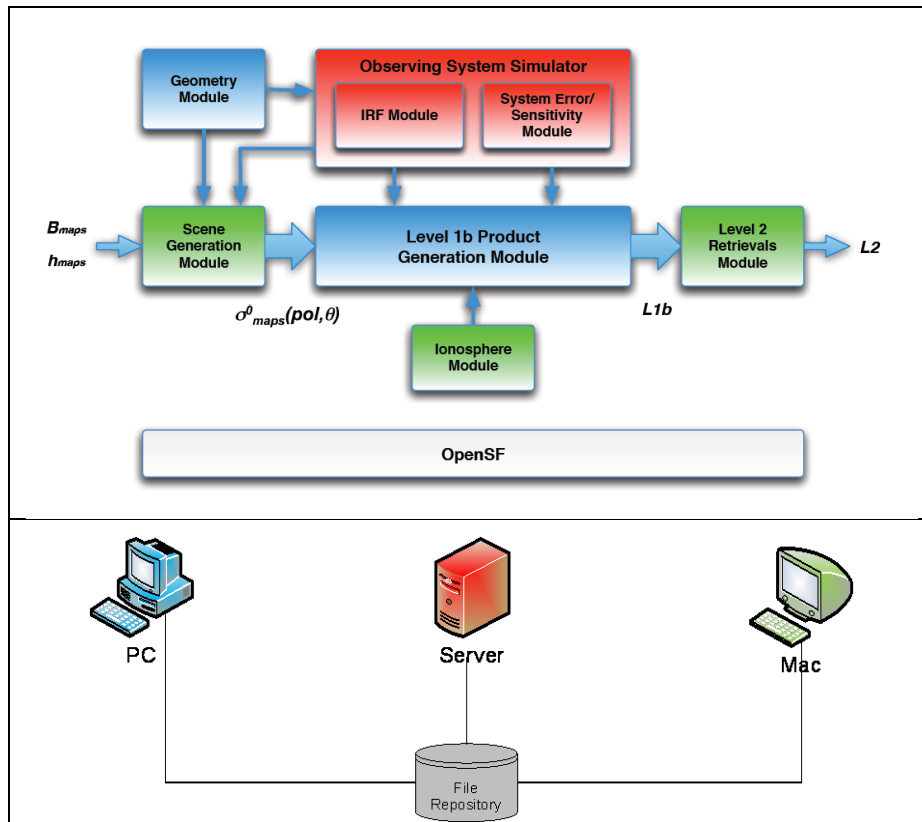 Observing System Simulator
Geometry
Module
IRF Module
System Error/
Sensitivity
Module
Bmaps
hmaps
Scene
Generation
Module
Level 1b Product
Generation Module
Level 2
Retrievals
Module
L2
σ⁰maps(pol,θ)
L1b
Ionosphere
Module
OpenSF
PC
Server
Mac
File
Repository